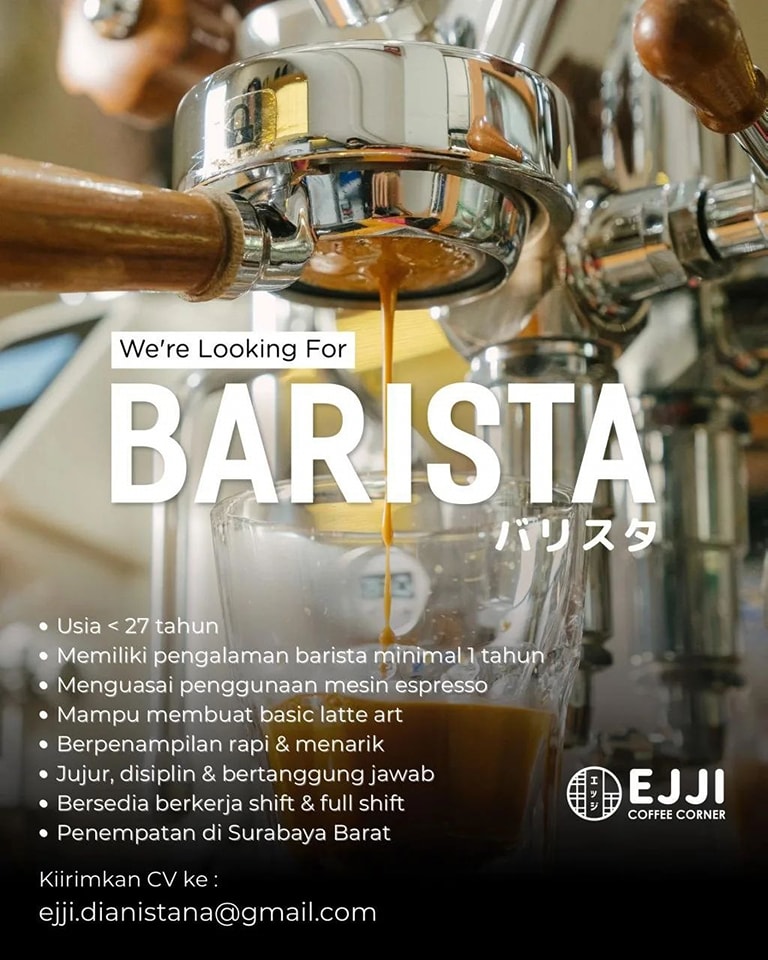 We're Looking For
BARISTA
バリスタ
• Usia < 27 tahun
• Memiliki pengalaman barista minimal 1 tahun
• Menguasai penggunaan mesin espresso
• Mampu membuat basic latte art
• Berpenampilan rapi & menarik
• Jujur, disiplin & bertanggung jawab
• Bersedia berkerja shift & full shift
• Penempatan di Surabaya Barat
エッジ
EJJI
COFFEE CORNER
Kiirimkan CV ke :
ejji.dianistana@gmail.com